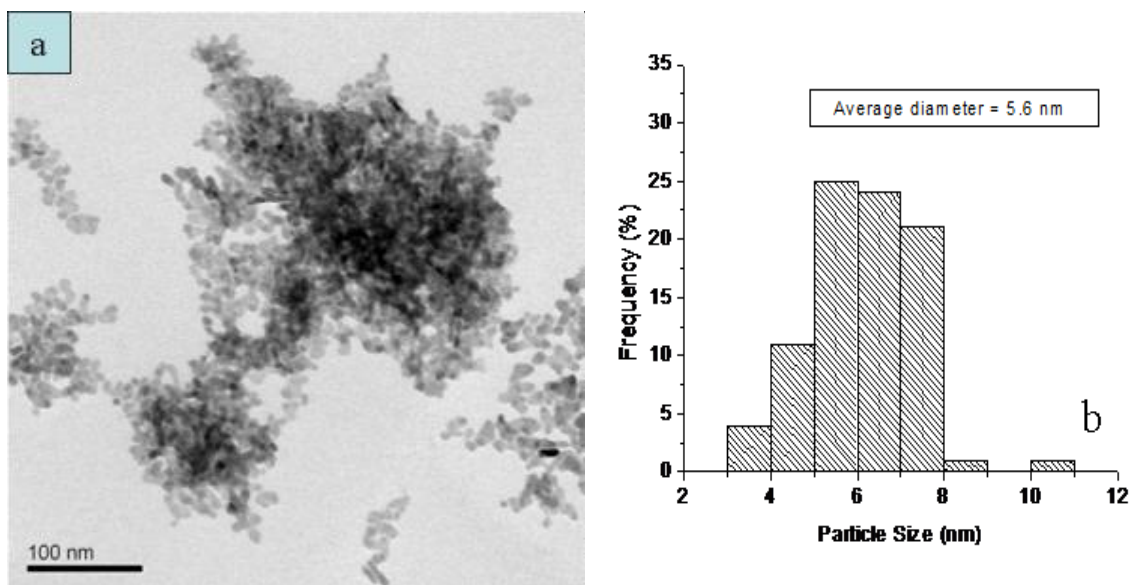 a
100 nm
35
30
25
20
15
10
5
0
Frequency (%)
Average diameter = 5.6 nm
b
2 4 6 8 10 12
Particle Size (nm)